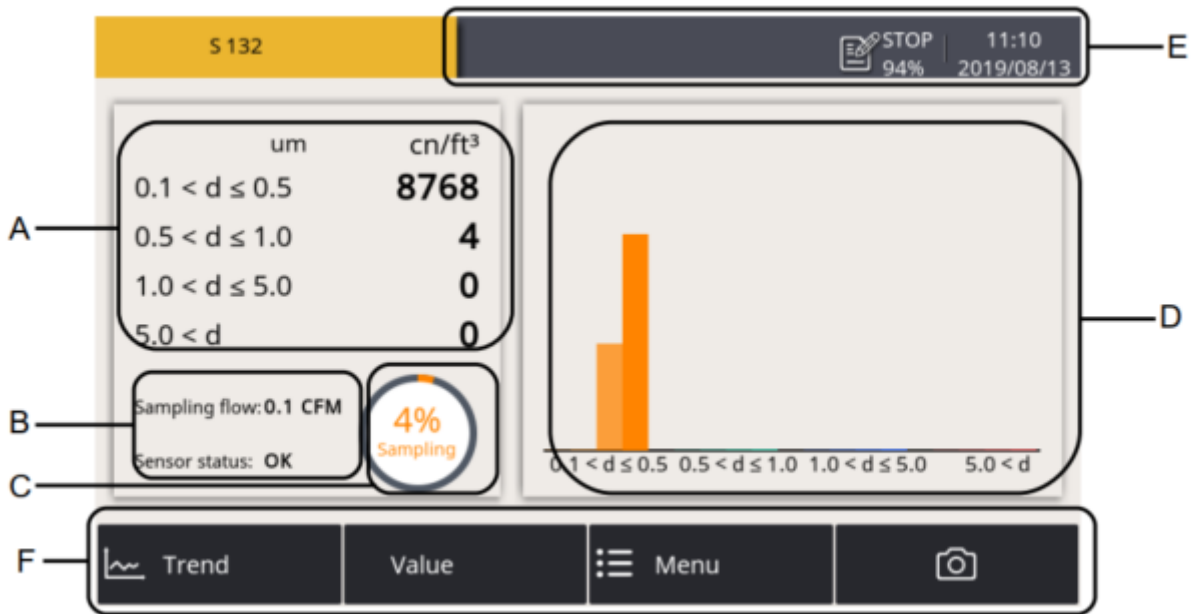 S 132
STOP 11:10
94% 2019/08/13
E
um cn/ft³
0.1 < d ≤ 0.5 8768
A
0.5 < d ≤ 1.0 4
1.0 < d ≤ 5.0 0
5.0 < d 0
D
B
Sampling flow: 0.1 CFM
Sensor status: OK
C
4%
Sampling
0.1 < d ≤ 0.5 0.5 < d ≤ 1.0 1.0 < d ≤ 5.0 5.0 < d
F
Trend Value Menu